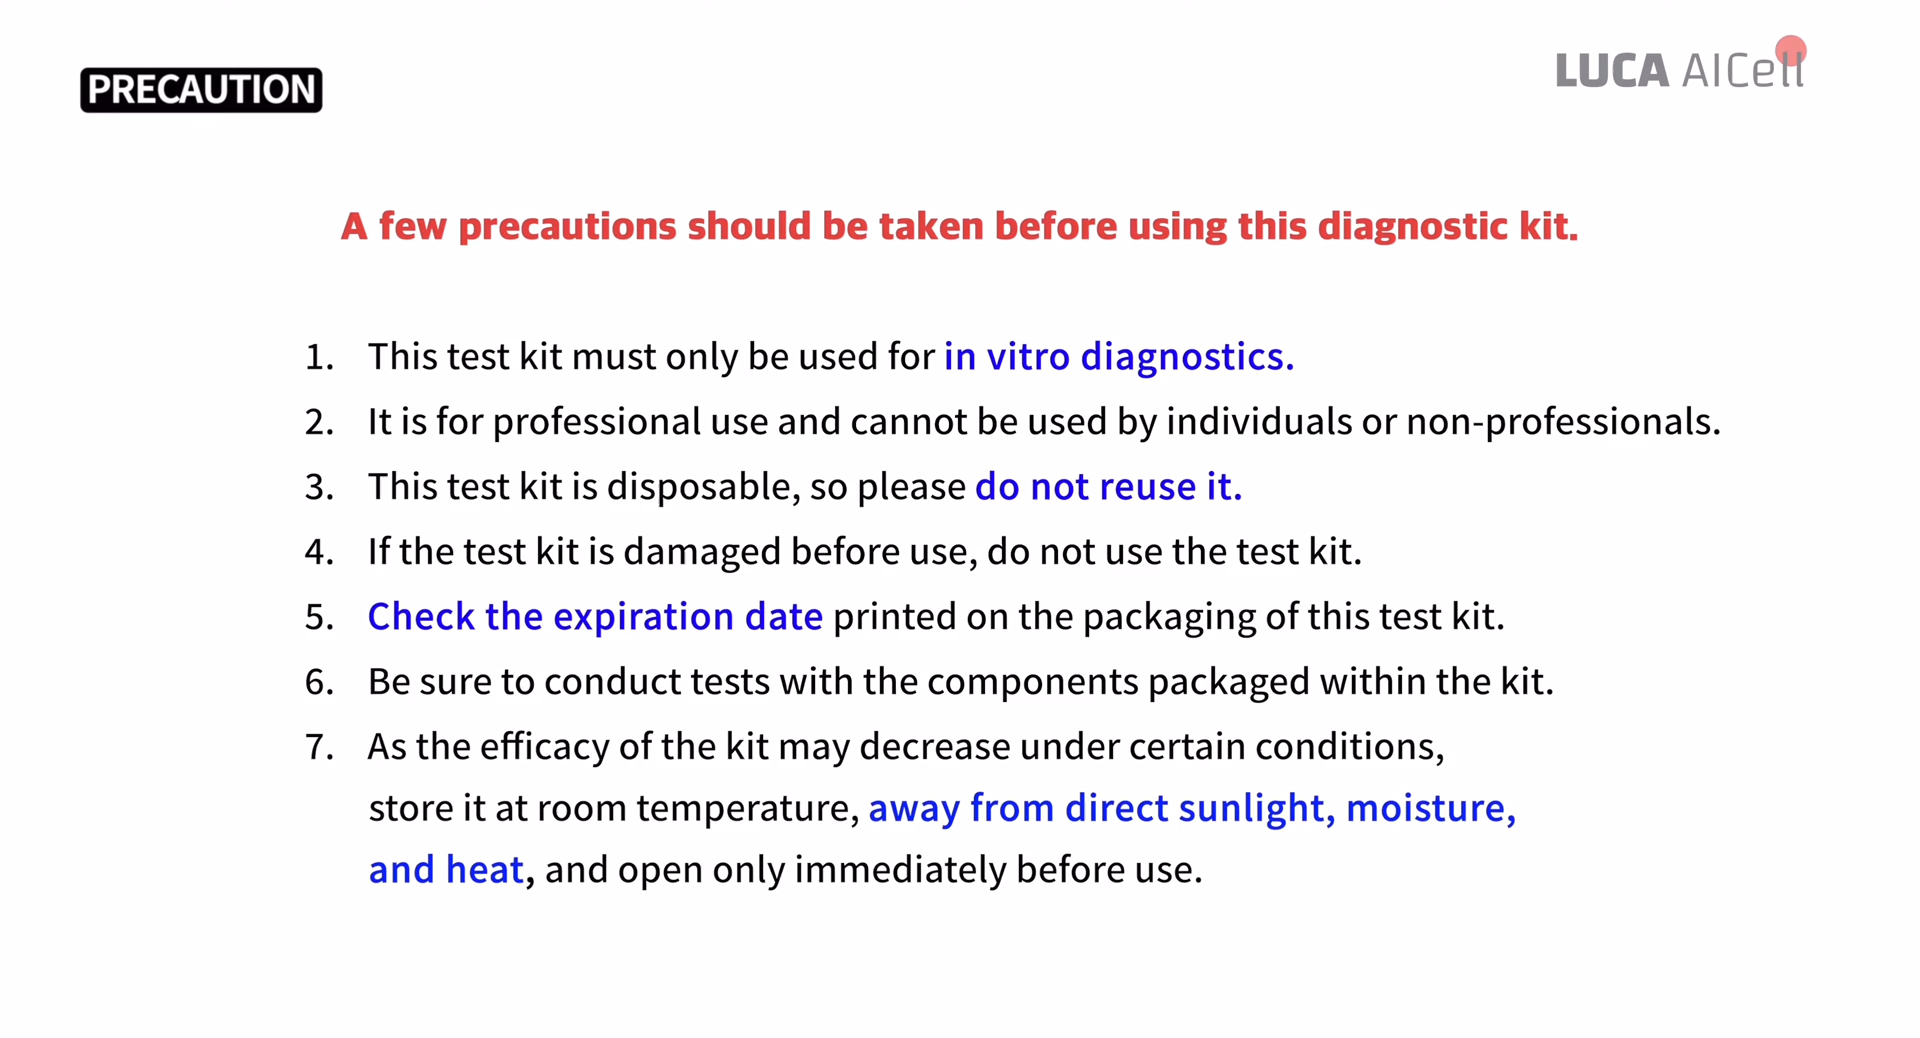 PRECAUTION
LUCA AICell
A few precautions should be taken before using this diagnostic kit.
1. This test kit must only be used for in vitro diagnostics.
2. It is for professional use and cannot be used by individuals or non-professionals.
3. This test kit is disposable, so please do not reuse it.
4. If the test kit is damaged before use, do not use the test kit.
5. Check the expiration date printed on the packaging of this test kit.
6. Be sure to conduct tests with the components packaged within the kit.
7. As the efficacy of the kit may decrease under certain conditions,
store it at room temperature, away from direct sunlight, moisture,
and heat, and open only immediately before use.